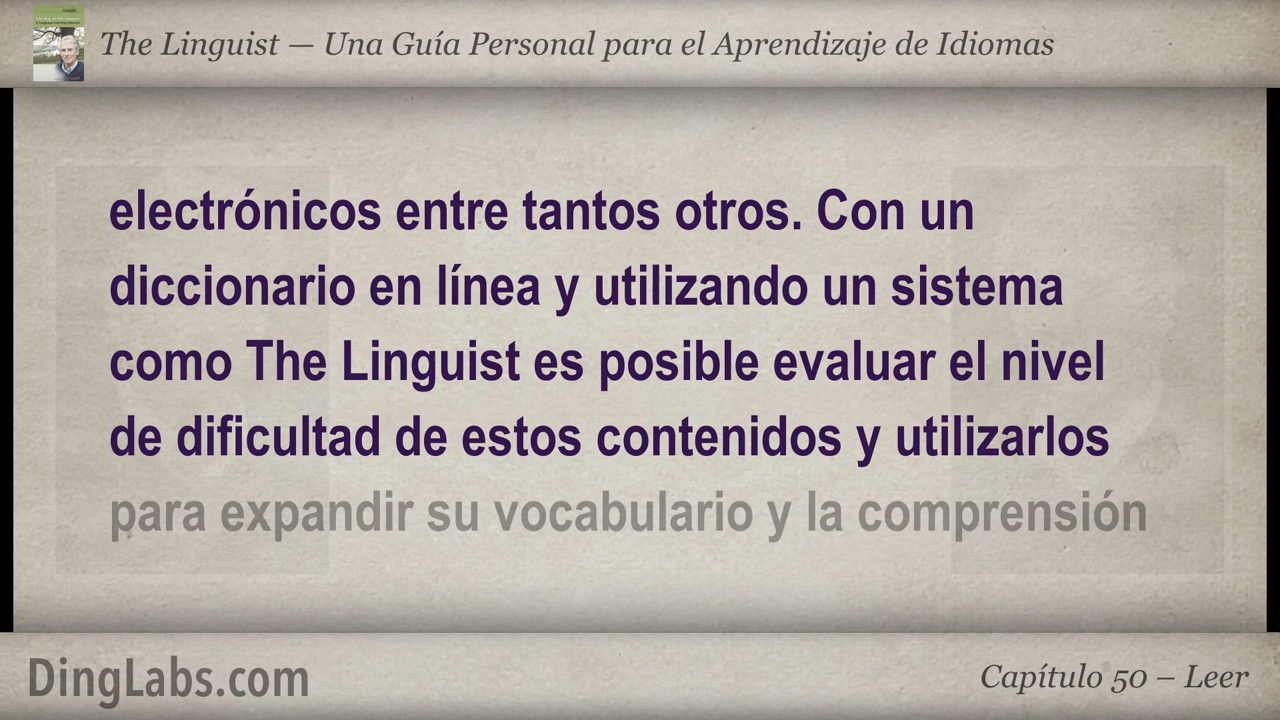 The Linguist — Una Guía Personal para el Aprendizaje de Idiomas
electrónicos entre tantos otros. Con un
diccionario en línea y utilizando un sistema
como The Linguist es posible evaluar el nivel
de dificultad de estos contenidos y utilizarlos
para expandir su vocabulario y la comprensión
DingLabs.com
Capítulo 50 – Leer